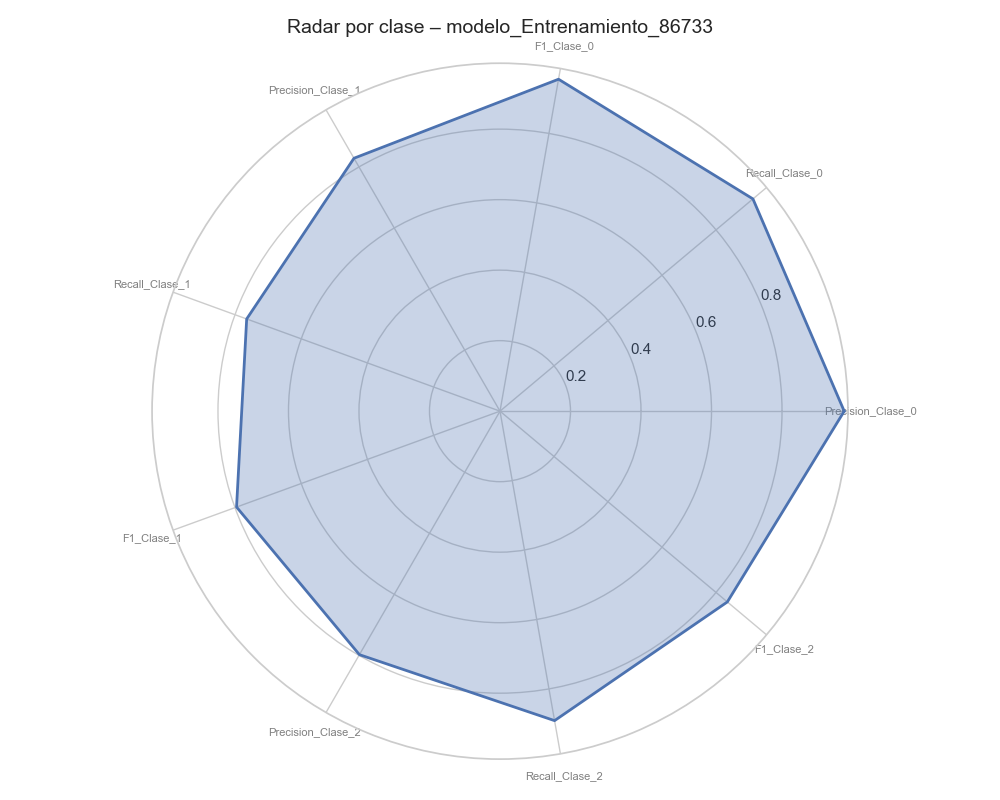 Radar por clase – modelo_Entrenamiento_86733
F1_Clase_0
Precision_Clase_1
Recall_Clase_0
Recall_Clase_1
0.8
0.6
0.4
0.2
Precision_Clase_0
F1_Clase_1
F1_Clase_2
Precision_Clase_2
Recall_Clase_2